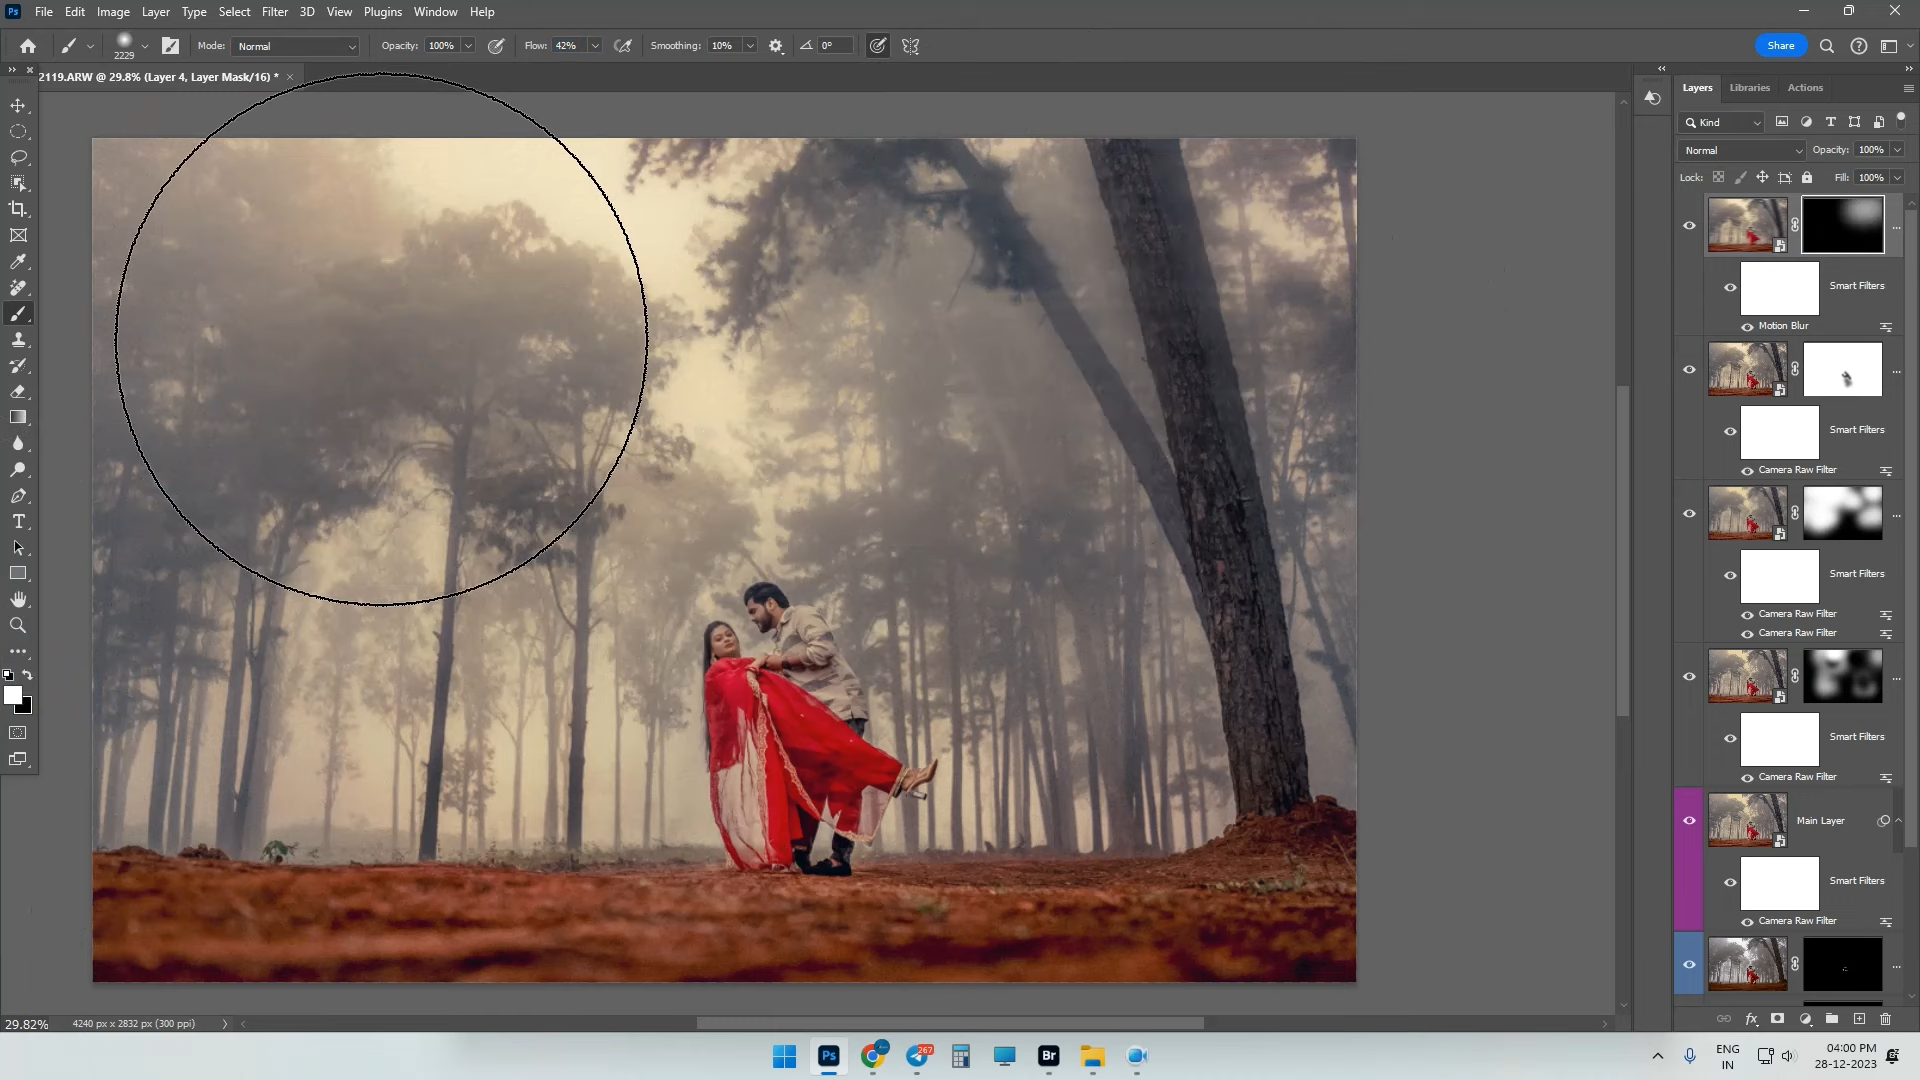 Ps File Edit Image Layer Type Select Filter 3D View Plugins Window Help
2229 Mode: Normal Opacity: 100% Flow: 42% Smoothing: 10% 0° Share
2119.ARW @ 29.8% (Layer 4, Layer Mask/16) * ×
Layers Libraries Actions
Kind
Normal Opacity: 100%
Lock: Fill: 100%
Smart Filters
Motion Blur
Smart Filters
Camera Raw Filter
Smart Filters
Camera Raw Filter
Camera Raw Filter
Smart Filters
Camera Raw Filter
Main Layer
Smart Filters
Camera Raw Filter
29.82% 4240 px x 2832 px (300 ppi)
Ps 267 Br ENG 04:00 PM
IN 28-12-2023